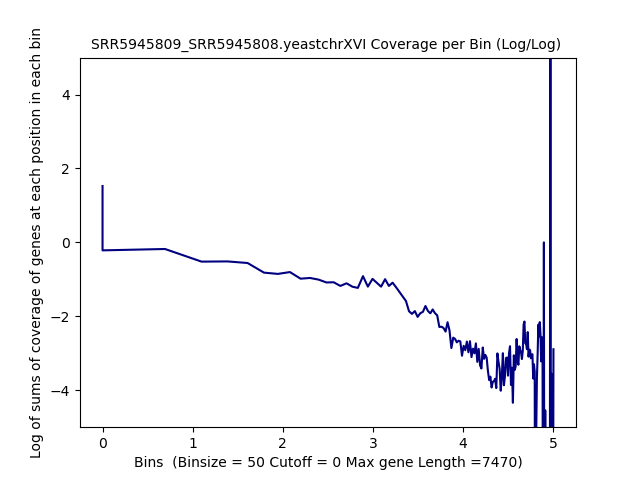 SRR5945809_SRR5945808.yeastchrXVI Coverage per Bin (Log/Log)
Log of sums of coverage of genes at each position in each bin
4
2
0
−2
−4
0 1 2 3 4 5
Bins  (Binsize = 50 Cutoff = 0 Max gene Length =7470)